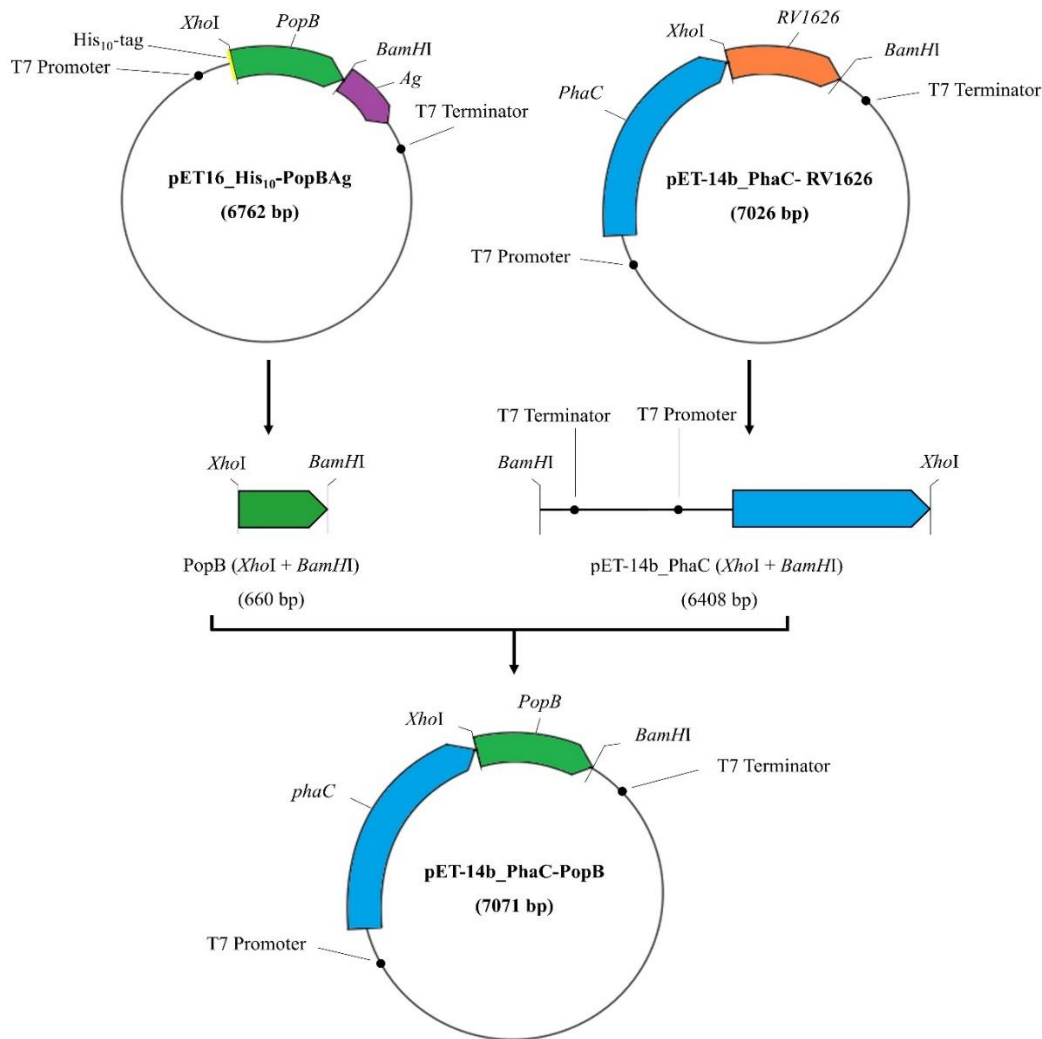 XhoI
PopB
His₁₀-tag
BamHI
T7 Promoter
Ag
T7 Terminator
pET16_His₁₀-PopBAg
(6762 bp)
XhoI
RV1626
BamHI
PhaC
T7 Terminator
pET-14b_PhaC- RV1626
(7026 bp)
T7 Promoter
XhoI
BamHI
PopB (XhoI + BamHI)
(660 bp)
T7 Terminator
T7 Promoter
BamHI
XhoI
pET-14b_PhaC (XhoI + BamHI)
(6408 bp)
PopB
XhoI
BamHI
phaC
T7 Terminator
pET-14b_PhaC-PopB
(7071 bp)
T7 Promoter